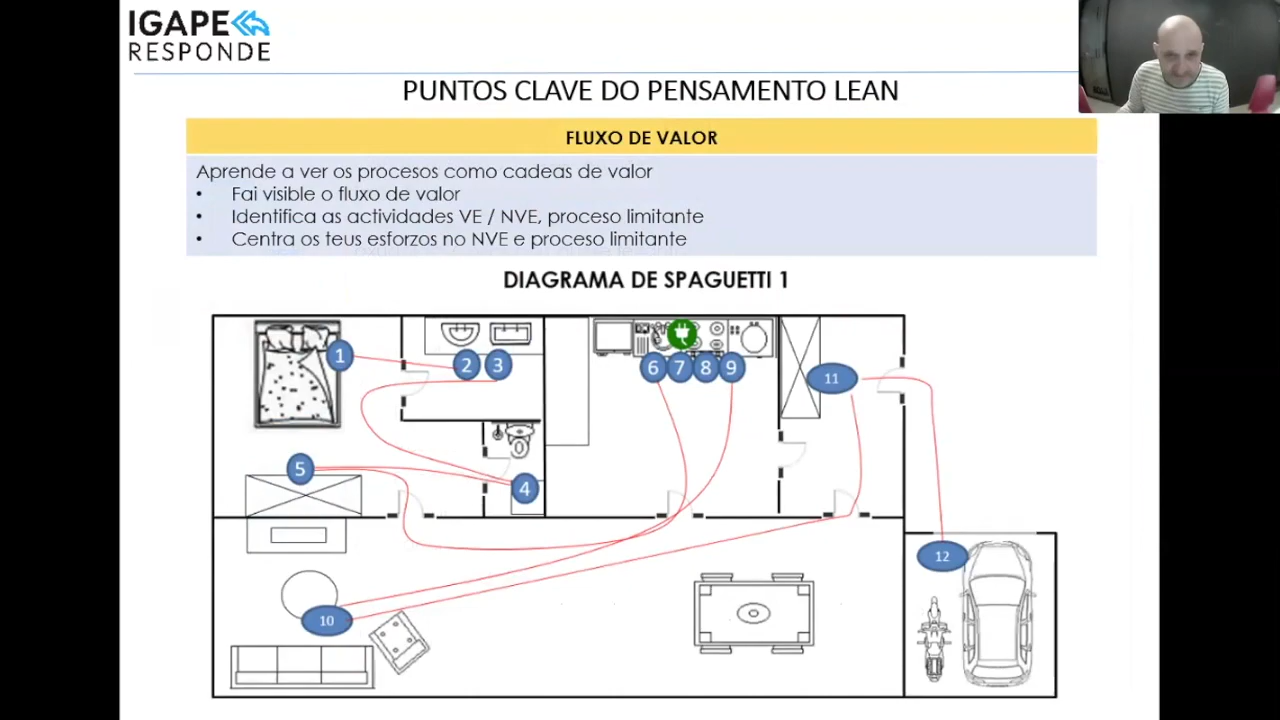 IGAPE
RESPONDE
PUNTOS CLAVE DO PENSAMENTO LEAN
FLUXO DE VALOR
Aprende a ver os procesos como cadeas de valor
• Fai visible o fluxo de valor
• Identifica as actividades VE / NVE, proceso limitante
• Centra os teus esforzos no NVE e proceso limitante
DIAGRAMA DE SPAGUETTI 1
1
2 3
6 7 8 9
11
5
4
12
10